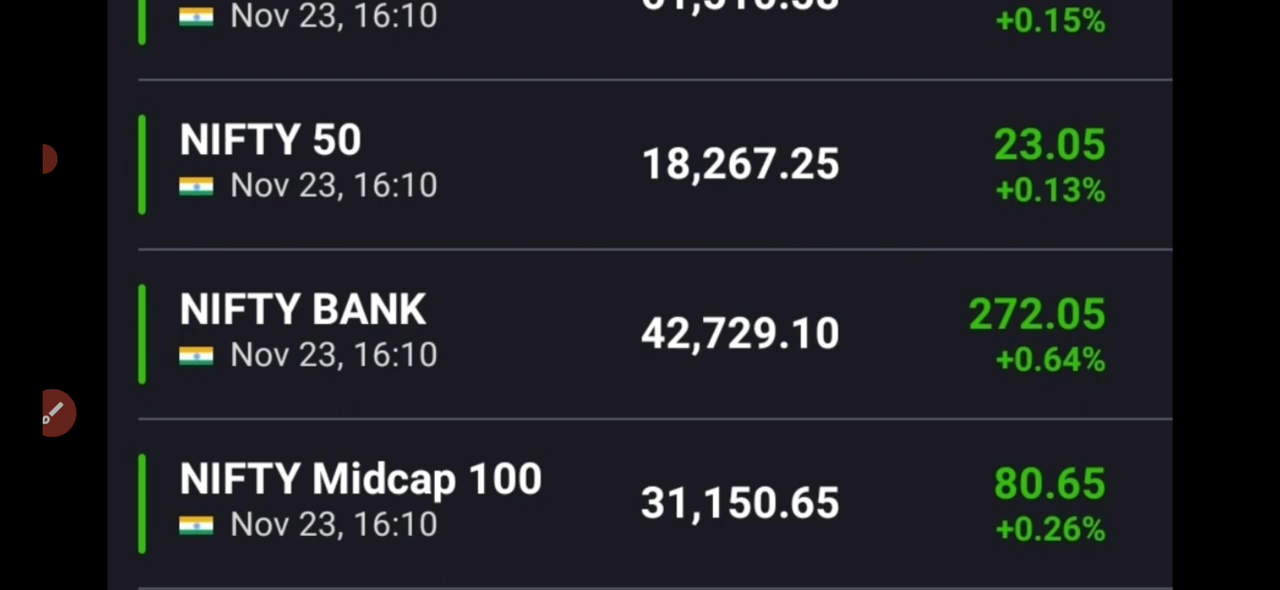 Nov 23, 16:10
+0.15%
NIFTY 50
Nov 23, 16:10
18,267.25
23.05
+0.13%
NIFTY BANK
Nov 23, 16:10
42,729.10
272.05
+0.64%
NIFTY Midcap 100
Nov 23, 16:10
31,150.65
80.65
+0.26%